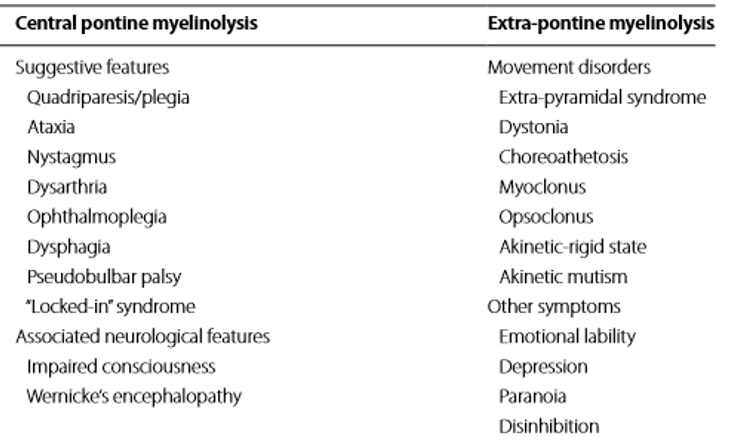 Central pontine myelinolysis Extra-pontine myelinolysis
Suggestive features Movement disorders
Quadriparesis/plegia Extra-pyramidal syndrome
Ataxia Dystonia
Nystagmus Choreoathetosis
Dysarthria Myoclonus
Ophthalmoplegia Opsoclonus
Dysphagia Akinetic-rigid state
Pseudobulbar palsy Akinetic mutism
"Locked-in" syndrome Other symptoms
Associated neurological features Emotional lability
Impaired consciousness Depression
Wernicke's encephalopathy Paranoia
Disinhibition